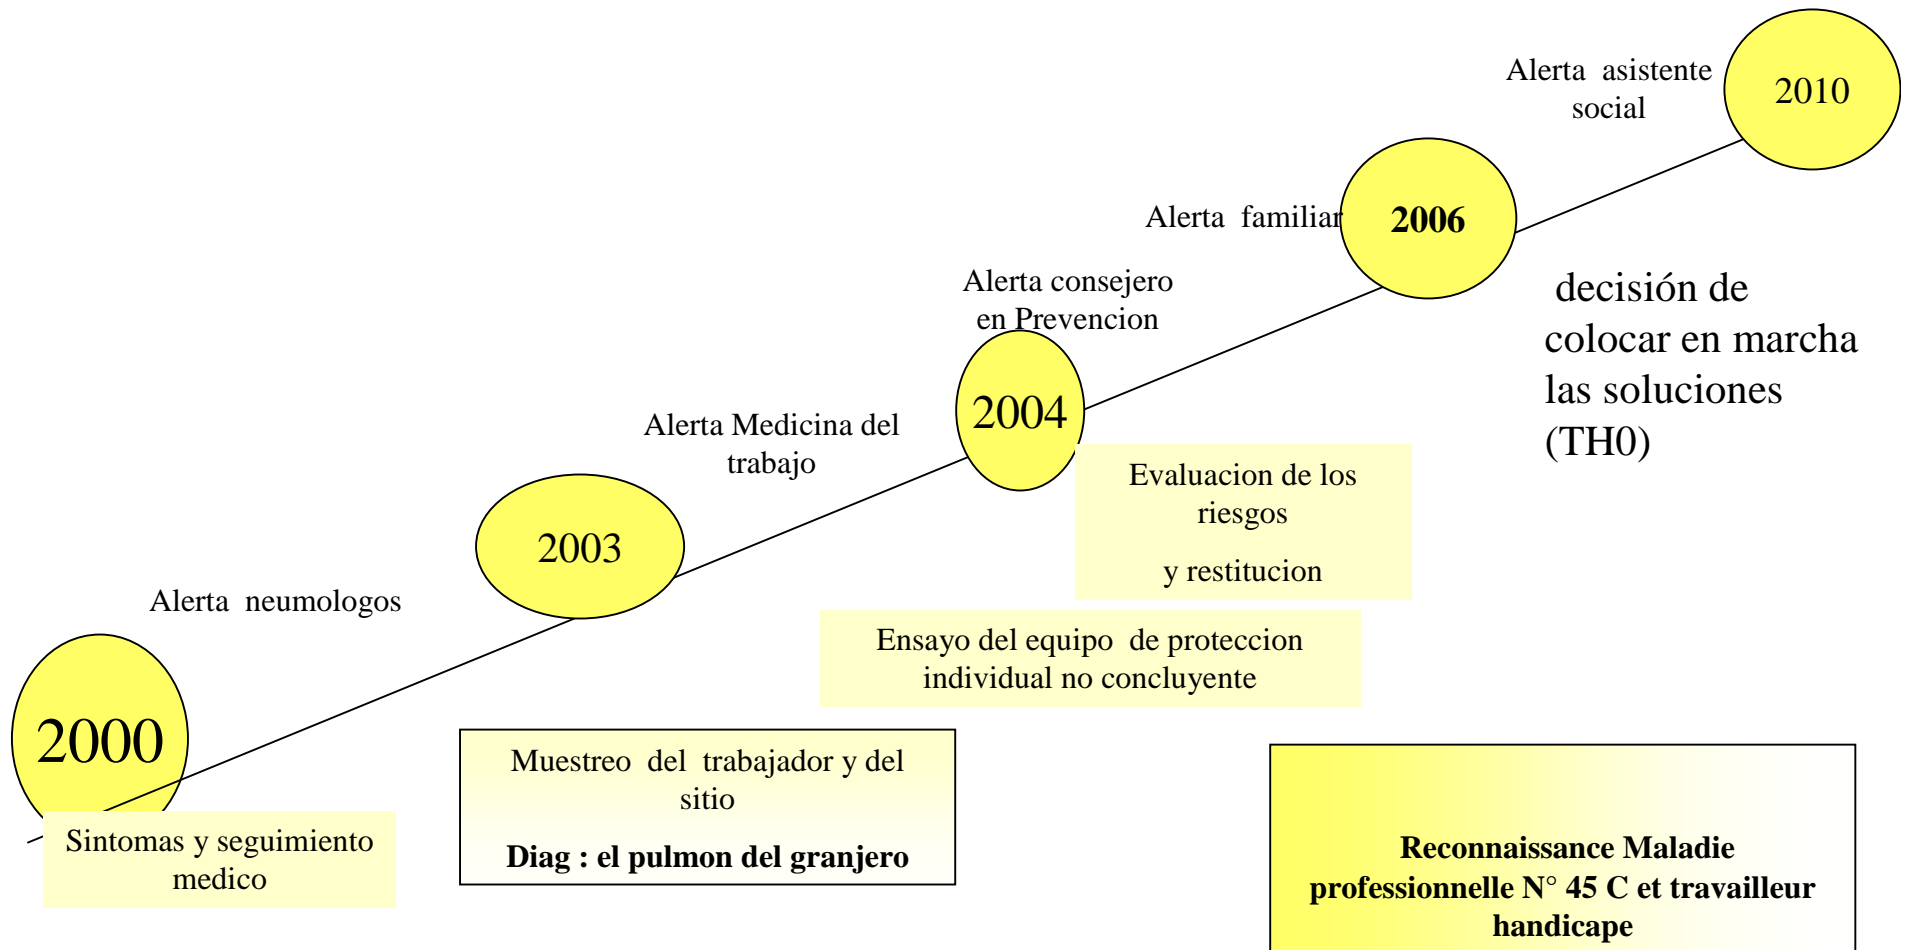 Alerta asistente
social
2010
Alerta familiar
2006
Alerta consejero
en Prevencion
decisión de
colocar en marcha
las soluciones
(TH0)
2004
Alerta Medicina del
trabajo
Evaluacion de los
riesgos
y restitucion
2003
Alerta neumologos
Ensayo del equipo de proteccion
individual no concluyente
2000
Sintomas y seguimiento
medico
Muestreo del trabajador y del
sitio
Diag : el pulmon del granjero
Reconnaissance Maladie
professionnelle N° 45 C et travailleur
handicape